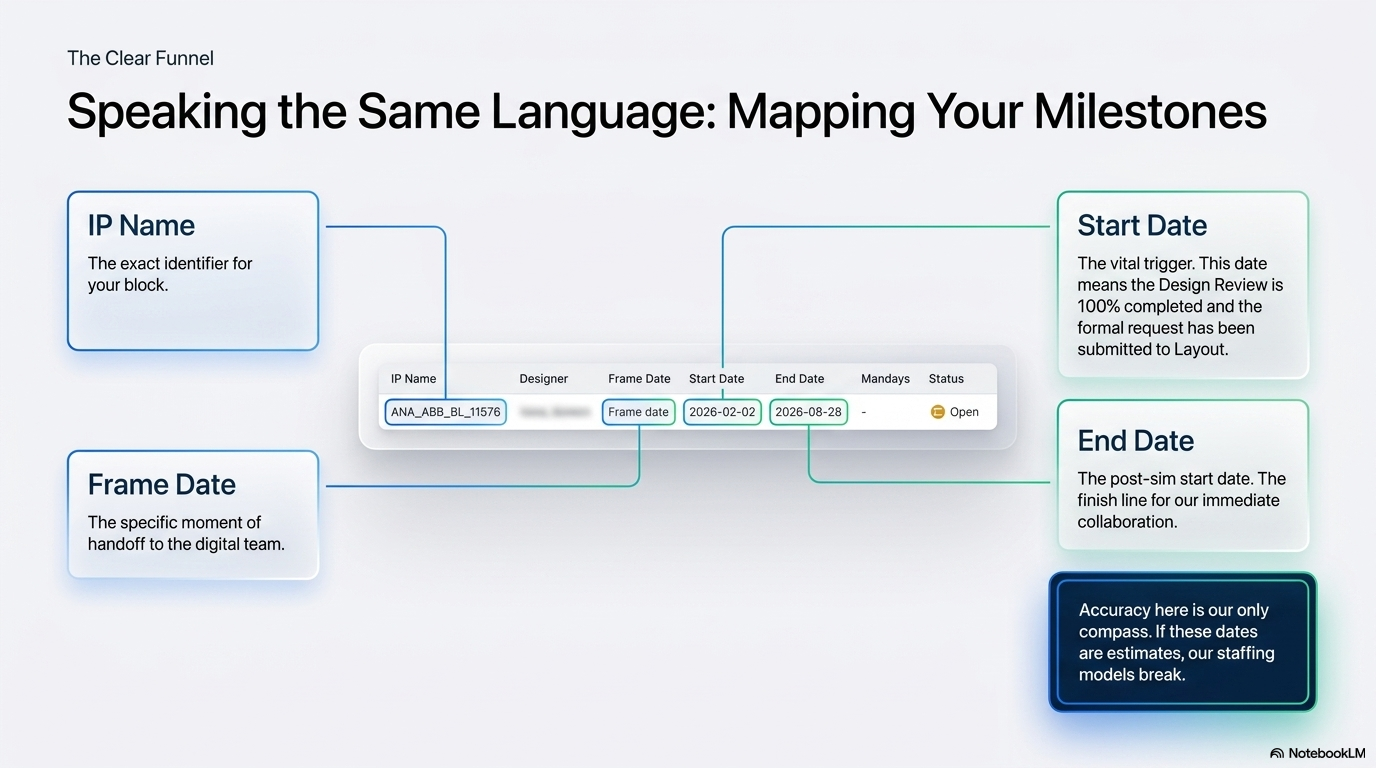 The Clear Funnel
Speaking the Same Language: Mapping Your Milestones
IP Name
The exact identifier for
your block.
Frame Date
The specific moment of
handoff to the digital team.
IP Name Designer Frame Date Start Date End Date Mandays Status
ANA_ABB_BL_11576 Frame date 2026-02-02 2026-08-28 - Open
Start Date
The vital trigger. This date
means the Design Review is
100% completed and the
formal request has been
submitted to Layout.
End Date
The post-sim start date. The
finish line for our immediate
collaboration.
Accuracy here is our only
compass. If these dates
are estimates, our staffing
models break.
NotebookLM